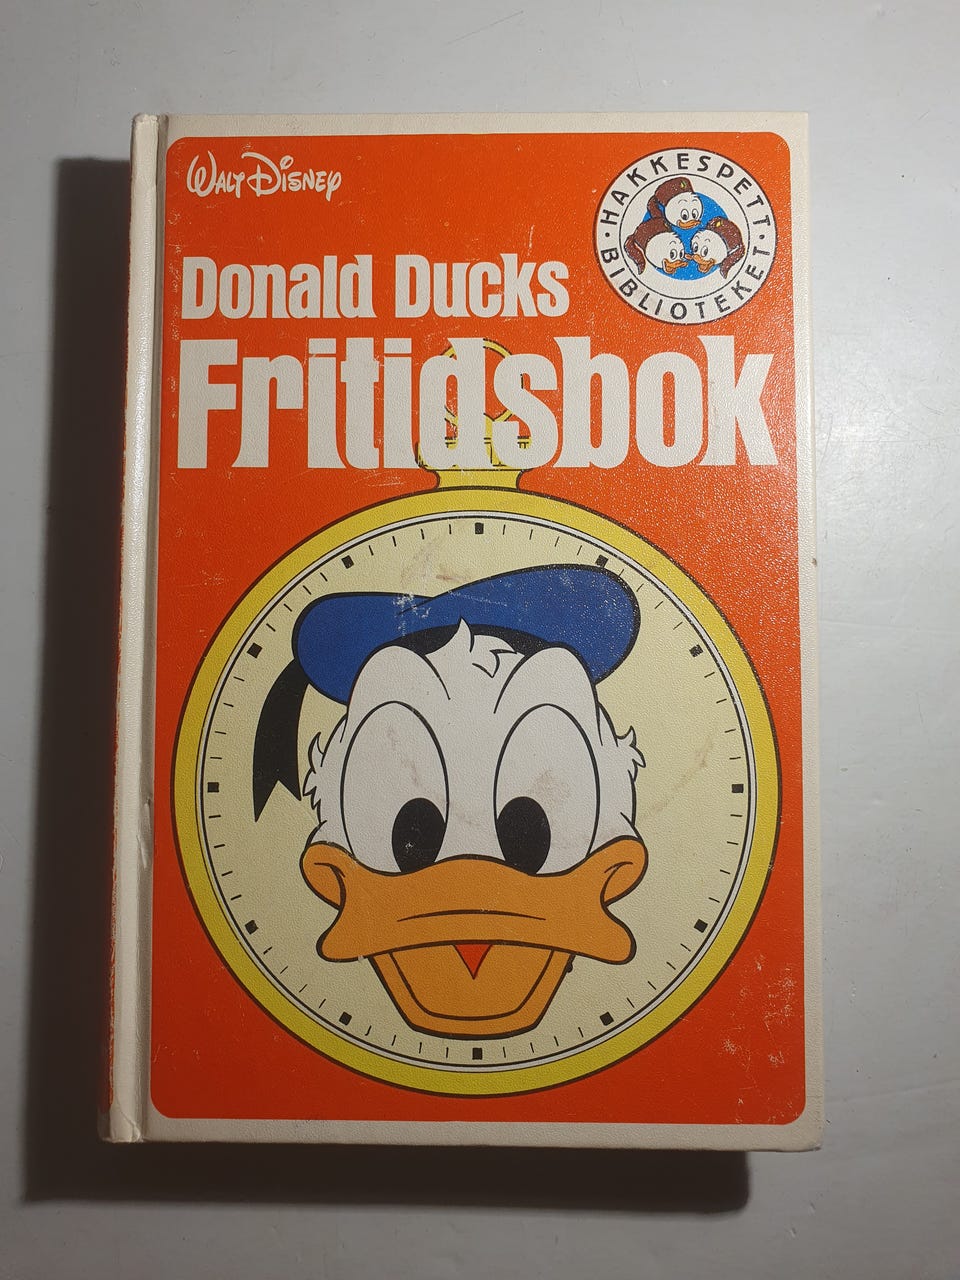 WALT DISNEY
HAKKESPETT
• BIBLIOTEKET •
Donald Ducks
Fritidsbok